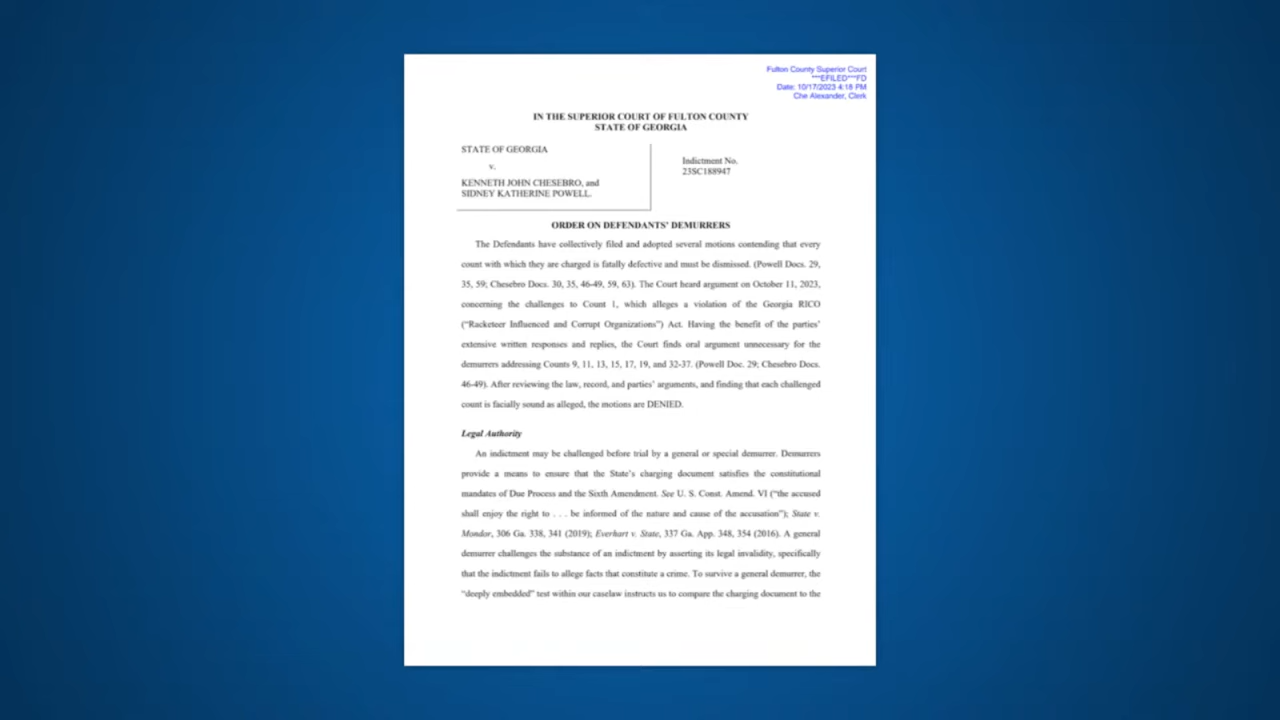 Fulton County Superior Court
***EFILED***FD
Date: 10/17/2023 4:18 PM
Che Alexander, Clerk
IN THE SUPERIOR COURT OF FULTON COUNTY
STATE OF GEORGIA
STATE OF GEORGIA
v.
KENNETH JOHN CHESEBRO, and
SIDNEY KATHERINE POWELL.
Indictment No.
23SC188947
ORDER ON DEFENDANTS' DEMURRERS
The Defendants have collectively filed and adopted several motions contending that every
count with which they are charged is fatally defective and must be dismissed. (Powell Docs. 29,
35, 59; Chesebro Docs. 30, 35, 46-49, 59, 63). The Court heard argument on October 11, 2023,
concerning the challenges to Count 1, which alleges a violation of the Georgia RICO
("Racketeer Influenced and Corrupt Organizations") Act. Having the benefit of the parties'
extensive written responses and replies, the Court finds oral argument unnecessary for the
demurrers addressing Counts 9, 11, 13, 15, 17, 19, and 32-37. (Powell Doc. 29; Chesebro Docs.
46-49). After reviewing the law, record, and parties' arguments, and finding that each challenged
count is facially sound as alleged, the motions are DENIED.
Legal Authority
An indictment may be challenged before trial by a general or special demurrer. Demurrers
provide a means to ensure that the State's charging document satisfies the constitutional
mandates of Due Process and the Sixth Amendment. See U. S. Const. Amend. VI ("the accused
shall enjoy the right to . . . be informed of the nature and cause of the accusation"); State v.
Mondor, 306 Ga. 338, 341 (2019); Everhart v. State, 337 Ga. App. 348, 354 (2016). A general
demurrer challenges the substance of an indictment by asserting its legal invalidity, specifically
that the indictment fails to allege facts that constitute a crime. To survive a general demurrer, the
"deeply embedded" test within our caselaw instructs us to compare the charging document to the